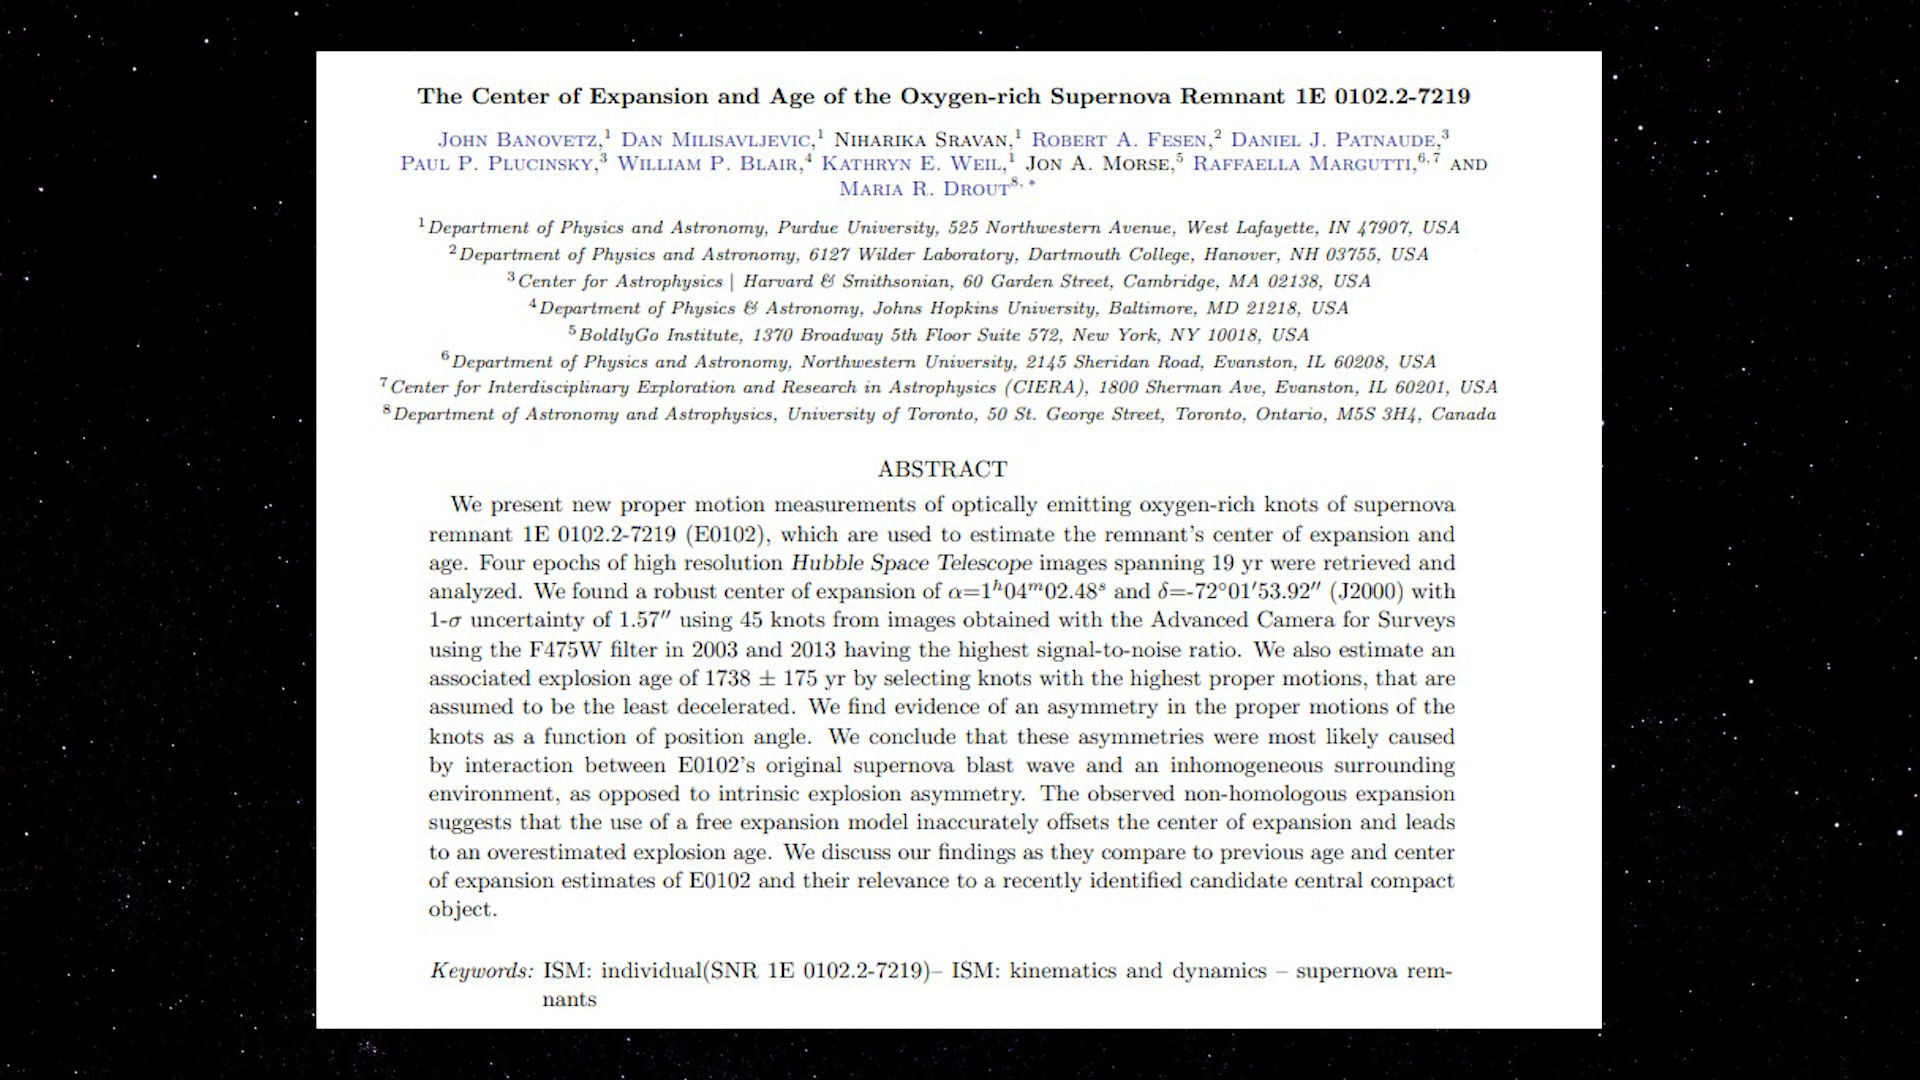 The Center of Expansion and Age of the Oxygen-rich Supernova Remnant 1E 0102.2-7219
John Banovetz,¹ Dan Milisavljevic,¹ Niharika Sravan,¹ Robert A. Fesen,² Daniel J. Patnaude,³
Paul P. Plucinsky,³ William P. Blair,⁴ Kathryn E. Weil,¹ Jon A. Morse,⁵ Raffaella Margutti,⁶,⁷ and
Maria R. Drout⁸,*
¹Department of Physics and Astronomy, Purdue University, 525 Northwestern Avenue, West Lafayette, IN 47907, USA
²Department of Physics and Astronomy, 6127 Wilder Laboratory, Dartmouth College, Hanover, NH 03755, USA
³Center for Astrophysics | Harvard & Smithsonian, 60 Garden Street, Cambridge, MA 02138, USA
⁴Department of Physics & Astronomy, Johns Hopkins University, Baltimore, MD 21218, USA
⁵BoldlyGo Institute, 1370 Broadway 5th Floor Suite 572, New York, NY 10018, USA
⁶Department of Physics and Astronomy, Northwestern University, 2145 Sheridan Road, Evanston, IL 60208, USA
⁷Center for Interdisciplinary Exploration and Research in Astrophysics (CIERA), 1800 Sherman Ave, Evanston, IL 60201, USA
⁸Department of Astronomy and Astrophysics, University of Toronto, 50 St. George Street, Toronto, Ontario, M5S 3H4, Canada
ABSTRACT
We present new proper motion measurements of optically emitting oxygen-rich knots of supernova
remnant 1E 0102.2-7219 (E0102), which are used to estimate the remnant's center of expansion and
age. Four epochs of high resolution Hubble Space Telescope images spanning 19 yr were retrieved and
analyzed. We found a robust center of expansion of α=1ʰ04ᵐ02.48ˢ and δ=-72°01′53.92″ (J2000) with
1-σ uncertainty of 1.57″ using 45 knots from images obtained with the Advanced Camera for Surveys
using the F475W filter in 2003 and 2013 having the highest signal-to-noise ratio. We also estimate an
associated explosion age of 1738 ± 175 yr by selecting knots with the highest proper motions, that are
assumed to be the least decelerated. We find evidence of an asymmetry in the proper motions of the
knots as a function of position angle. We conclude that these asymmetries were most likely caused
by interaction between E0102's original supernova blast wave and an inhomogeneous surrounding
environment, as opposed to intrinsic explosion asymmetry. The observed non-homologous expansion
suggests that the use of a free expansion model inaccurately offsets the center of expansion and leads
to an overestimated explosion age. We discuss our findings as they compare to previous age and center
of expansion estimates of E0102 and their relevance to a recently identified candidate central compact
object.
Keywords: ISM: individual(SNR 1E 0102.2-7219)– ISM: kinematics and dynamics – supernova rem-
nants